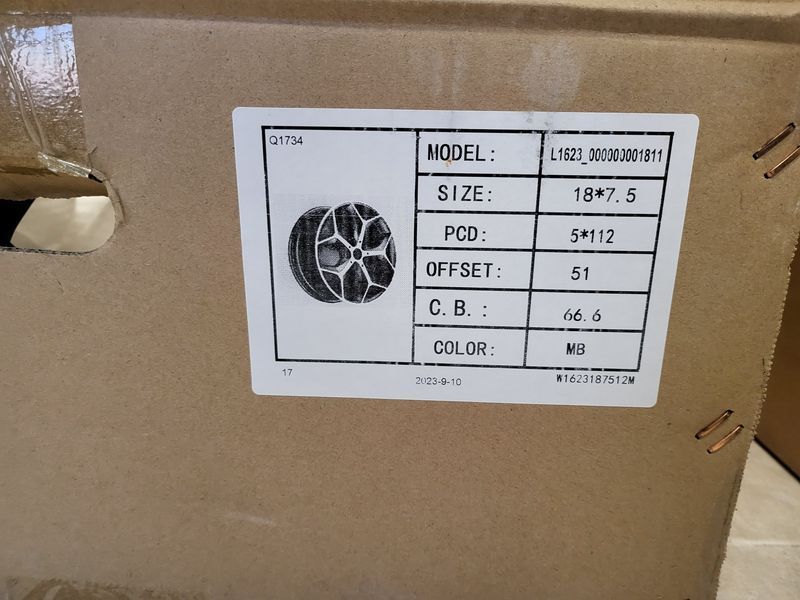 Q1734
MODEL: L1623_000000001811
SIZE: 18*7.5
PCD: 5*112
OFFSET: 51
C.B.: 66.6
COLOR: MB
17 2023-9-10 W1623187512M